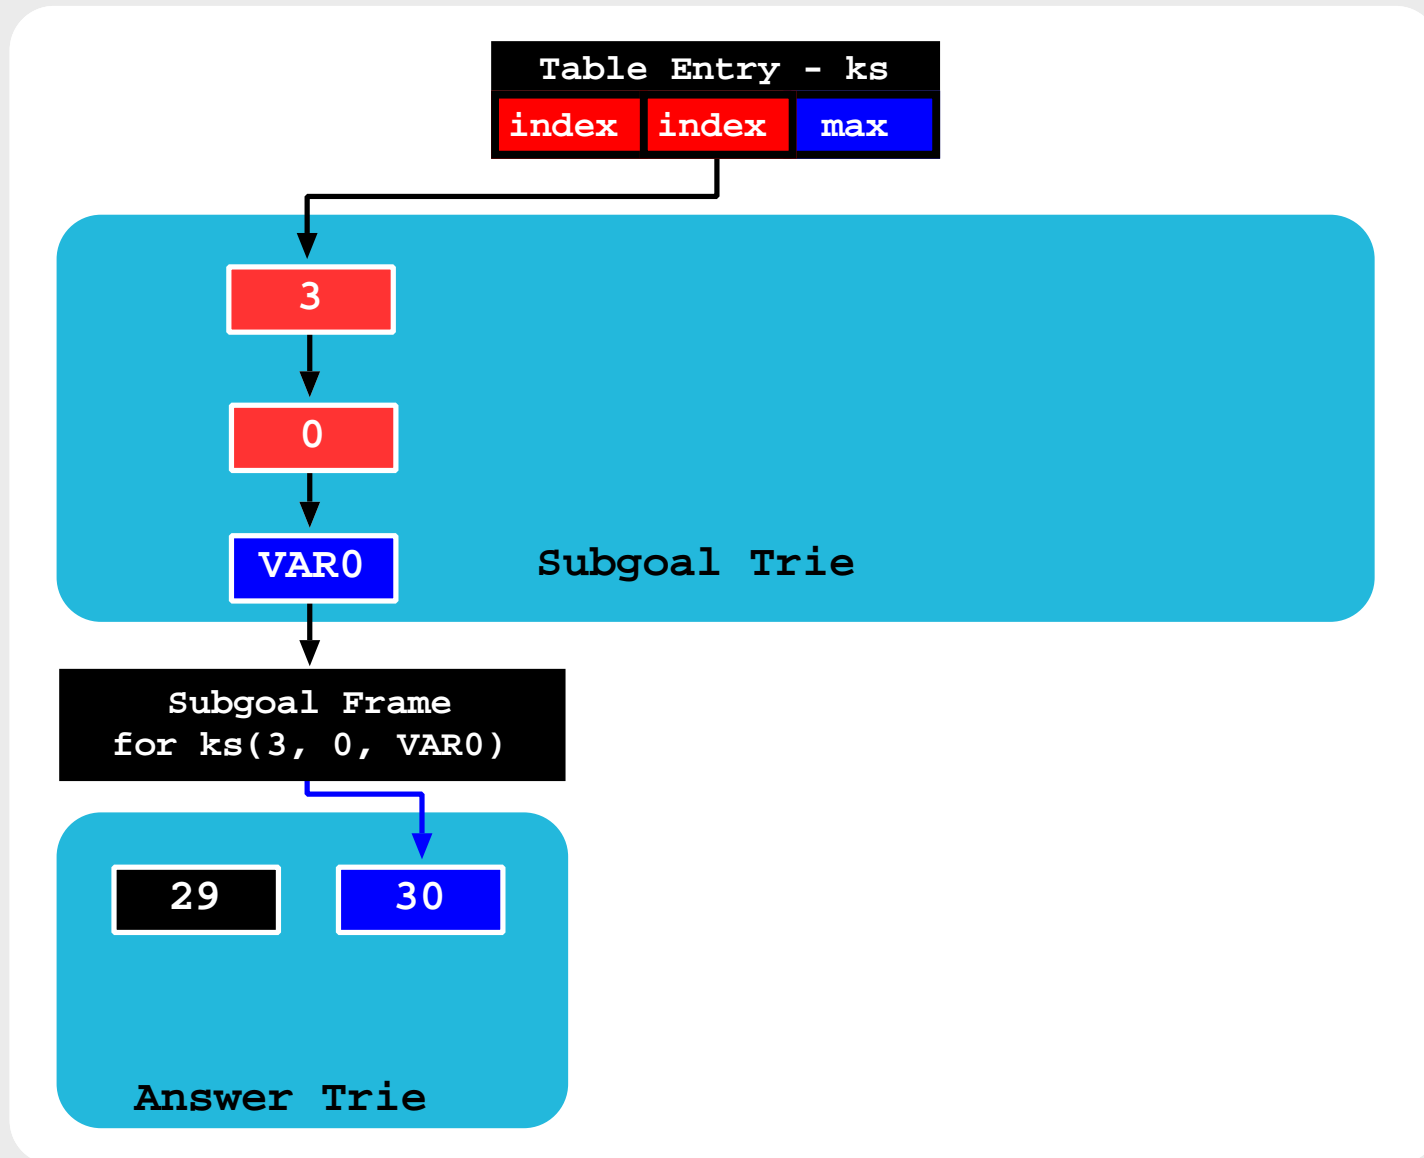 Table Entry - ks
index index max
3
0
VAR0
Subgoal Trie
Subgoal Frame
for ks(3, 0, VAR0)
29 30
Answer Trie